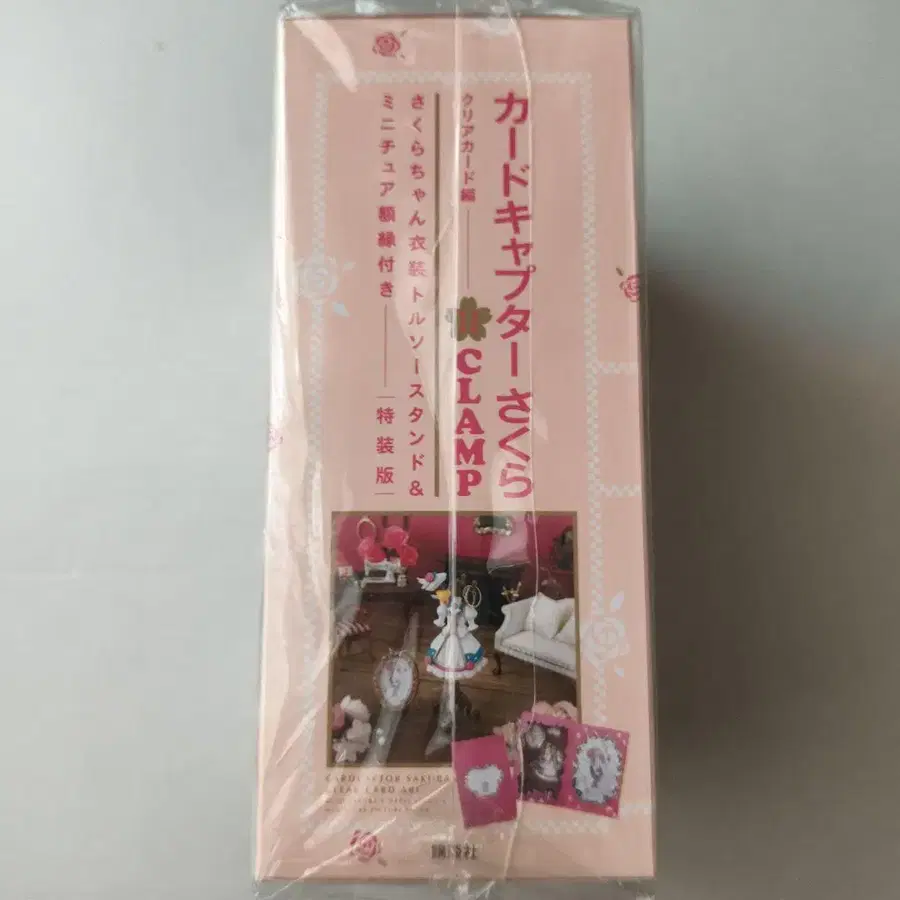 カードキャプターさくら
クリアカード編
CLAMP
さくらちゃん衣装トルソースタンド&
ミニチュア額縁付き
特装版
CLEAR CARD ARC
講談社